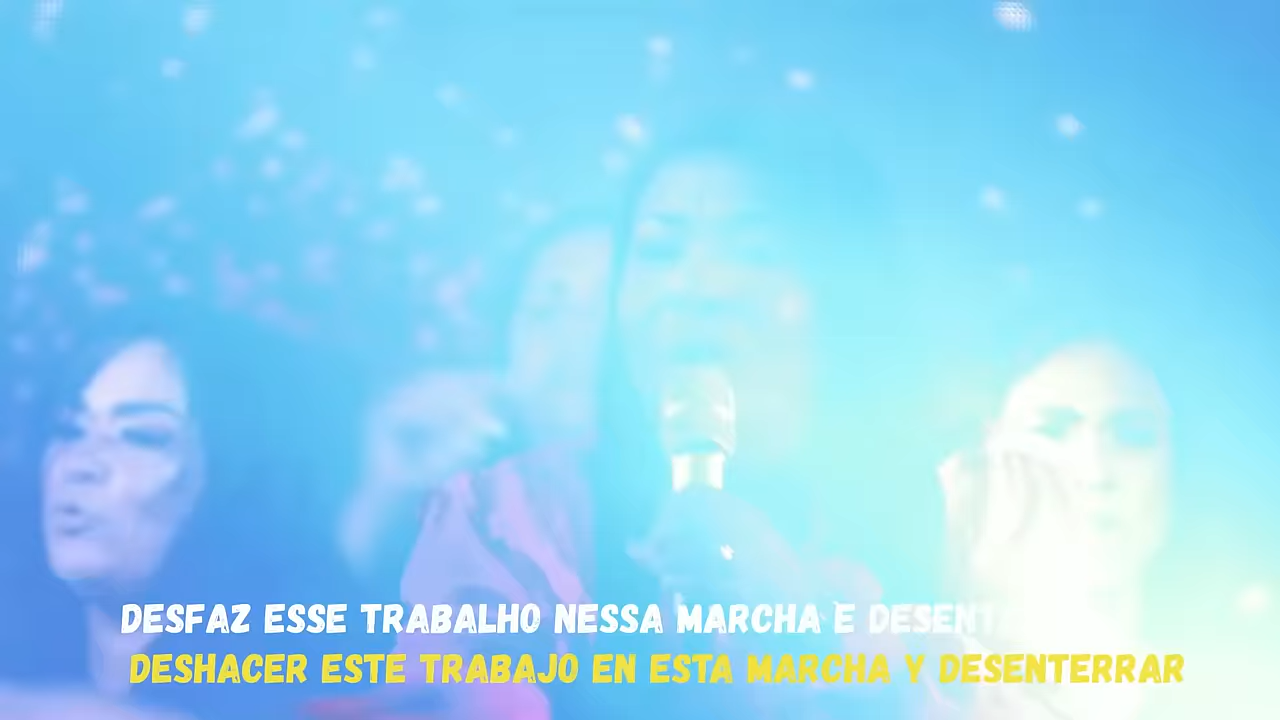 DESFAZ ESSE TRABALHO NESSA MARCHA E
DESHACER ESTE TRABAJO EN ESTA MARCHA Y DESENTERRAR